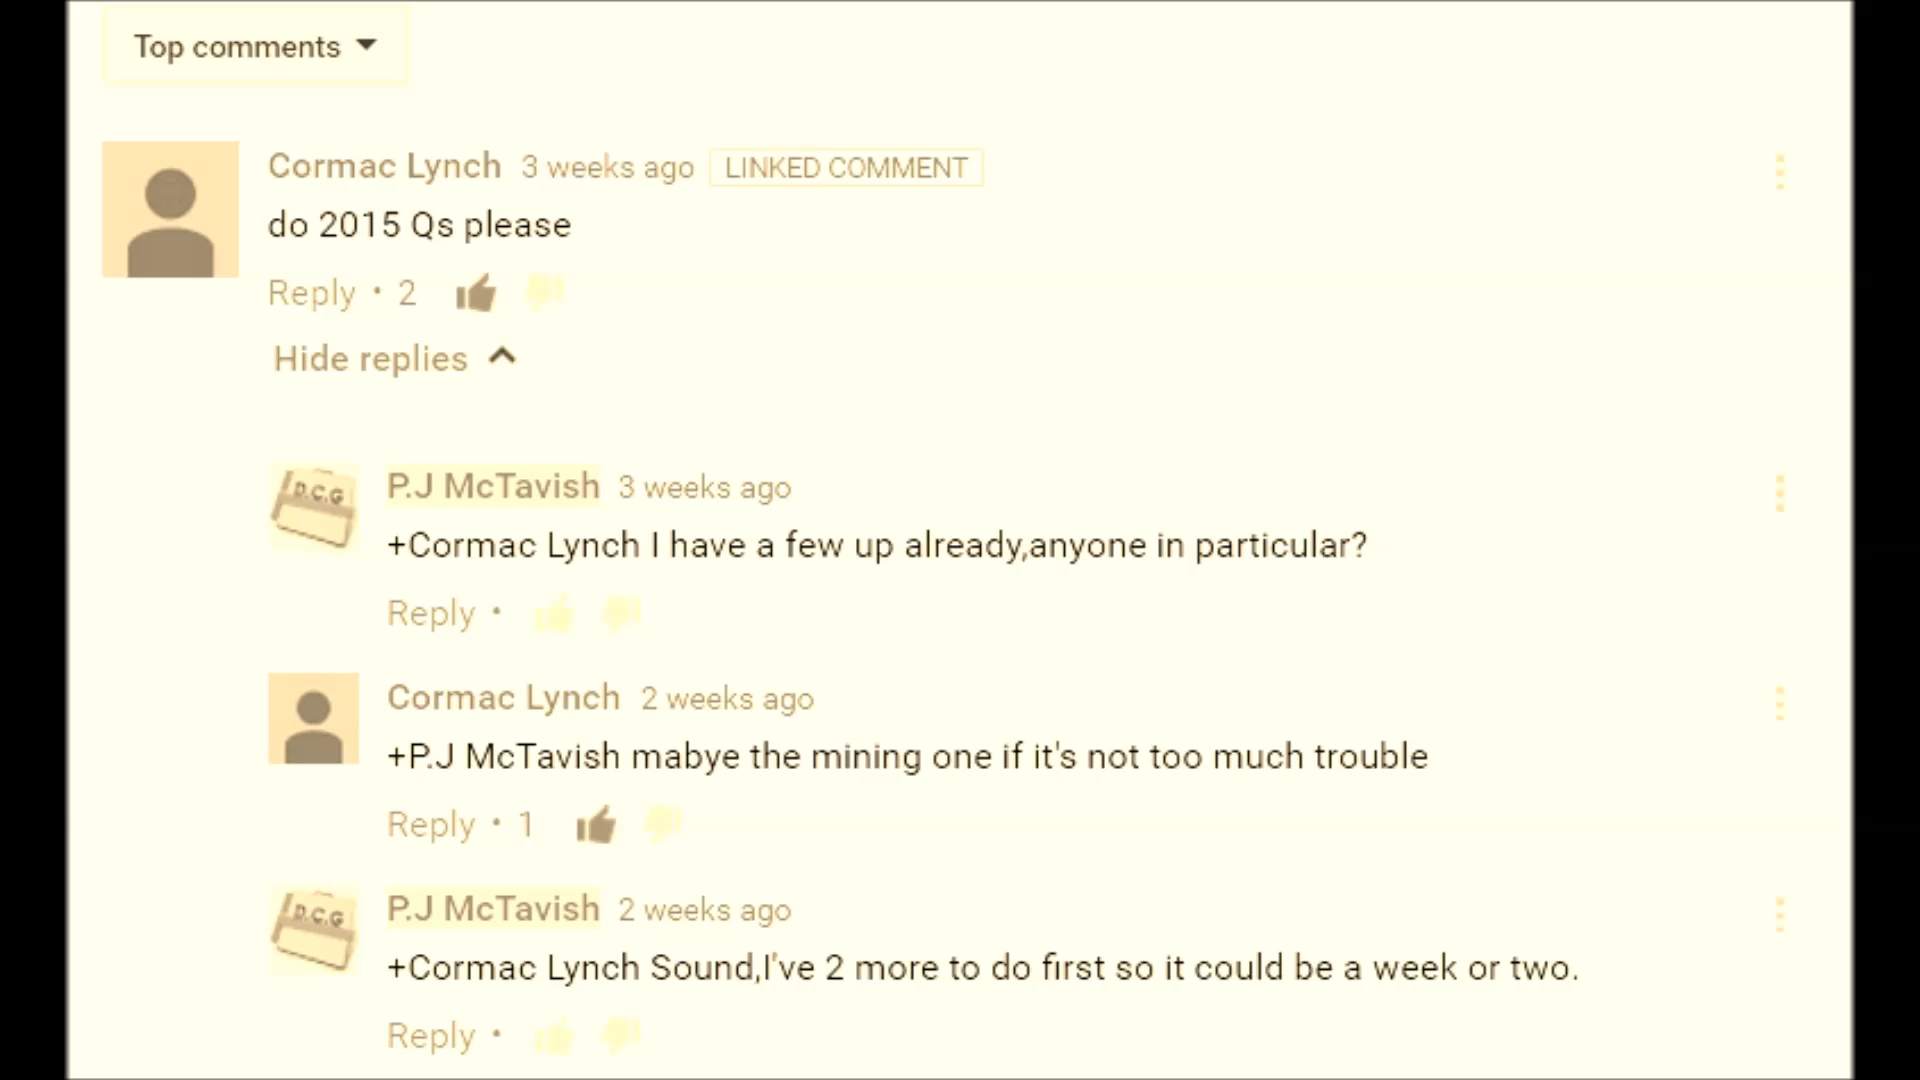 Top comments
Cormac Lynch 3 weeks ago LINKED COMMENT
do 2015 Qs please
Reply • 2
Hide replies
D.C.G
P.J McTavish 3 weeks ago
+Cormac Lynch I have a few up already,anyone in particular?
Reply •
Cormac Lynch 2 weeks ago
+P.J McTavish mabye the mining one if it's not too much trouble
Reply • 1
D.C.G
P.J McTavish 2 weeks ago
+Cormac Lynch Sound,I've 2 more to do first so it could be a week or two.
Reply •